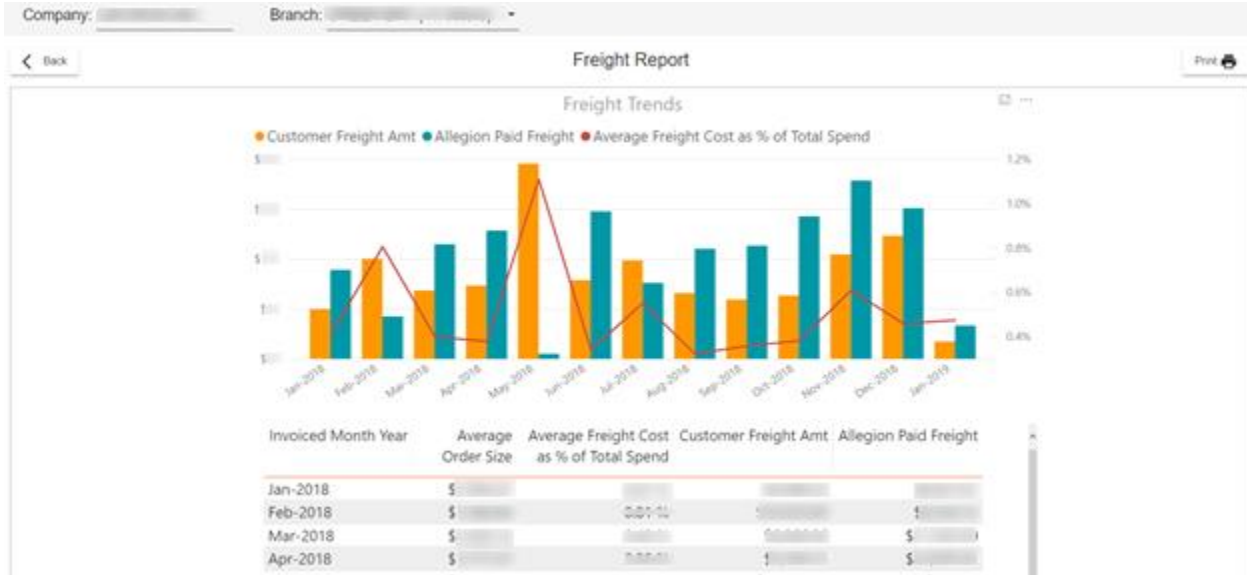 Company: Branch:
Back Freight Report Print
Freight Trends
Customer Freight Amt Allegion Paid Freight Average Freight Cost as % of Total Spend
$ 1.2%
1.0%
$ 0.8%
0.6%
$ 0.4%
Jan-2018 Feb-2018 Mar-2018 Apr-2018 May-2018 Jun-2018 Jul-2018 Aug-2018 Sep-2018 Oct-2018 Nov-2018 Dec-2018 Jan-2019
Invoiced Month Year Average Average Freight Cost Customer Freight Amt Allegion Paid Freight
Order Size as % of Total Spend
Jan-2018 $
Feb-2018 $
Mar-2018 $ $
Apr-2018 $ $